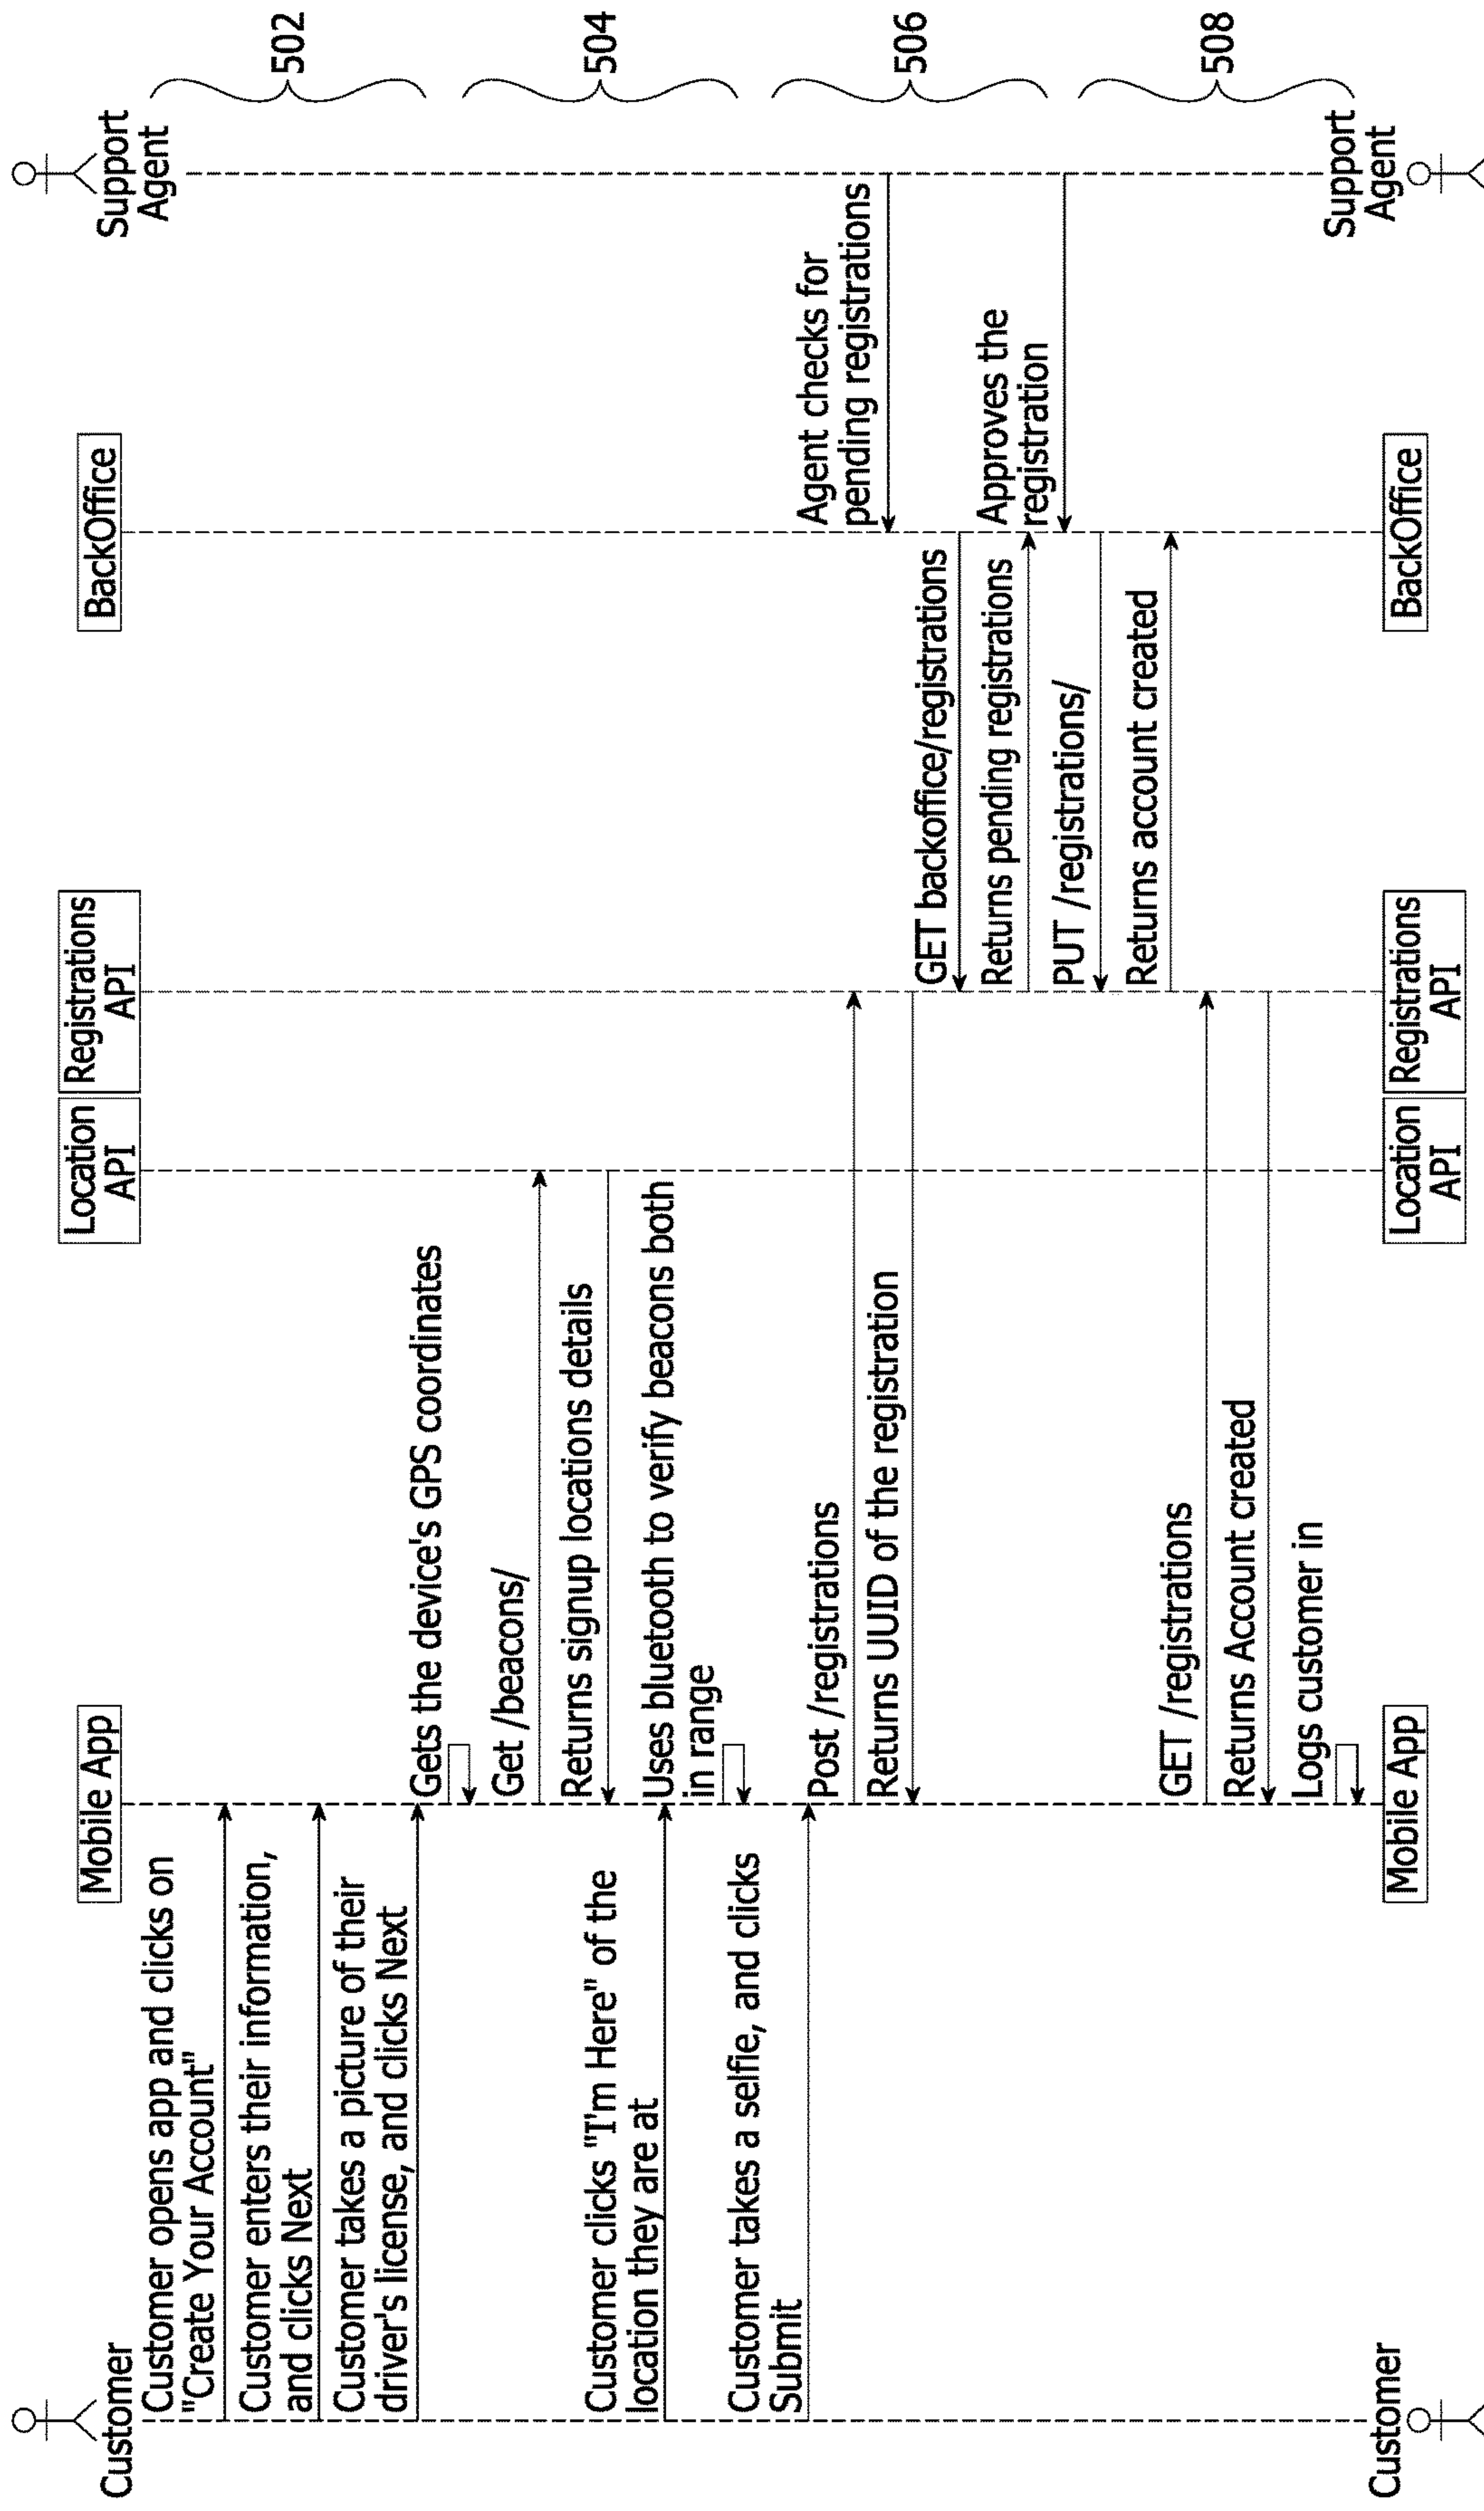 Customer
Mobile App
Location
API
Registrations
API
BackOffice
Support
Agent
Customer opens app and clicks on
"Create Your Account"
Customer enters their information,
and clicks Next
Customer takes a picture of their
driver's license, and clicks Next
502
Gets the device's GPS coordinates
Get /beacons/
Returns signup locations details
Customer clicks "I'm Here" of the
location they are at
Uses bluetooth to verify beacons both
in range
504
Customer takes a selfie, and clicks
Submit
Post /registrations
Returns UUID of the registration
Agent checks for
pending registrations
GET backoffice/registrations
Returns pending registrations
Approves the
registration
506
PUT /registrations/
Returns account created
GET /registrations
Returns Account created
Logs customer in
508
Customer
Mobile App
Location
API
Registrations
API
BackOffice
Support
Agent